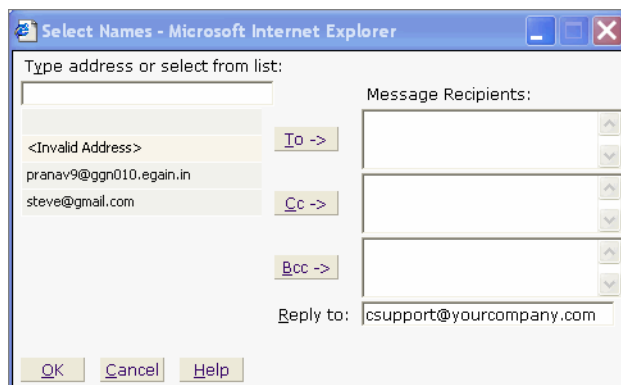 Select Names - Microsoft Internet Explorer
Type address or select from list:
Message Recipients:
<Invalid Address>
pranav9@ggn010.egain.in
steve@gmail.com
To ->
Cc ->
Bcc ->
Reply to: csupport@yourcompany.com
OK Cancel Help